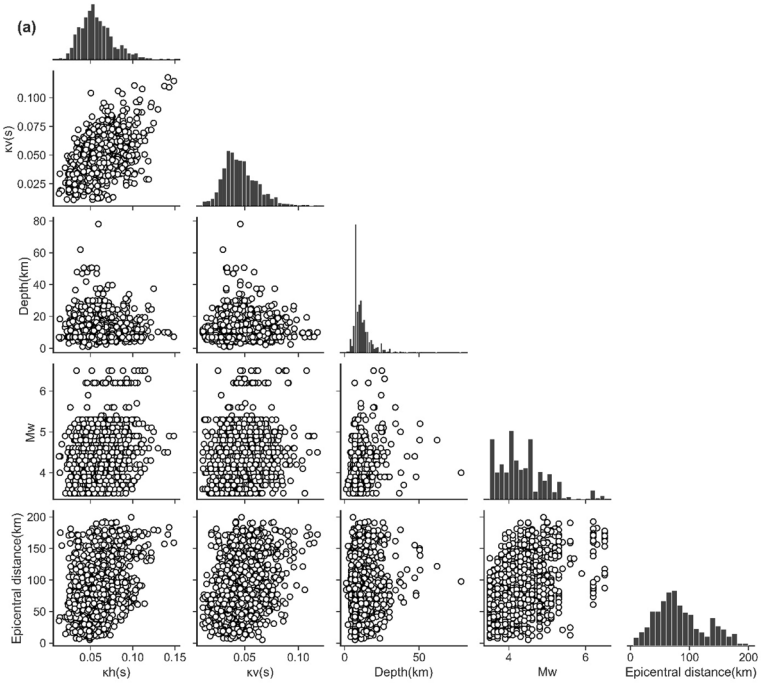 (a)
κv(s)
0.100
0.075
0.050
0.025
Depth(km)
80
60
40
20
0
Mw
6
5
4
Epicentral distance(km)
200
150
100
50
0
0.05 0.10 0.15
κh(s)
0.05 0.10
κv(s)
0 50
Depth(km)
4 6
Mw
0 100 200
Epicentral distance(km)